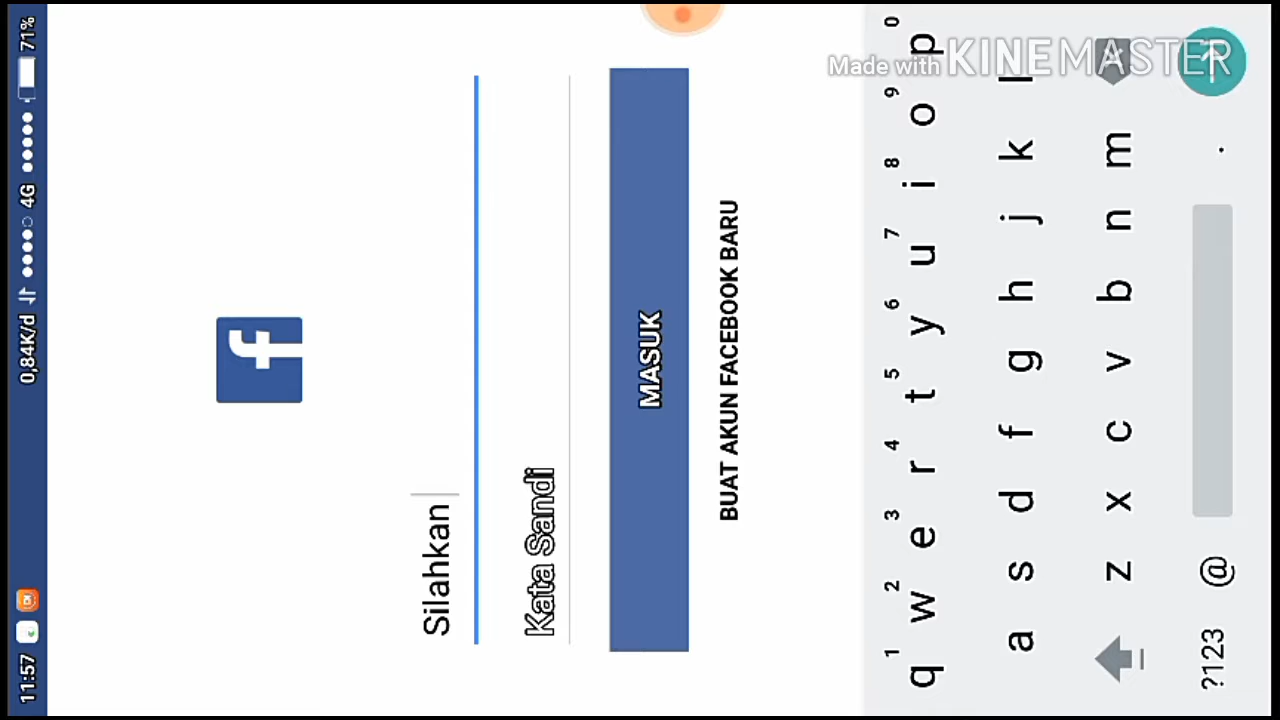 11:57 0,84K/d 4G 71%
f
Silahkan
Kata Sandi
MASUK
BUAT AKUN FACEBOOK BARU
1 2 3 4 5 6 7 8 9 0
q w e r t y u i o p
a s d f g h j k l
z x c v b n m
?123 @ .
Made with KINEMASTER